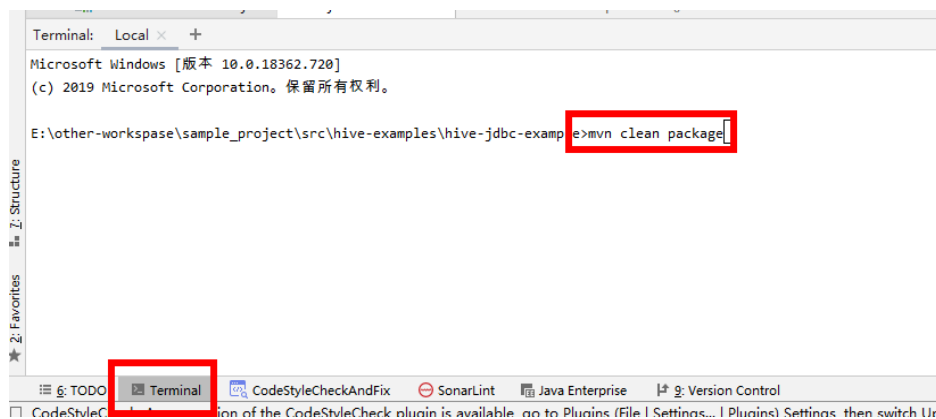 Terminal: Local × +
Microsoft Windows [版本 10.0.18362.720]
(c) 2019 Microsoft Corporation。保留所有权利。
E:\other-workspase\sample_project\src\hive-examples\hive-jdbc-example>mvn clean package
7: Structure
2: Favorites
6: TODO Terminal CodeStyleCheckAndFix SonarLint Java Enterprise 9: Version Control
CodeStyleC ion of the CodeStyleCheck plugin is available, go to Plugins (File | Settings... | Plugins) Settings, then switch